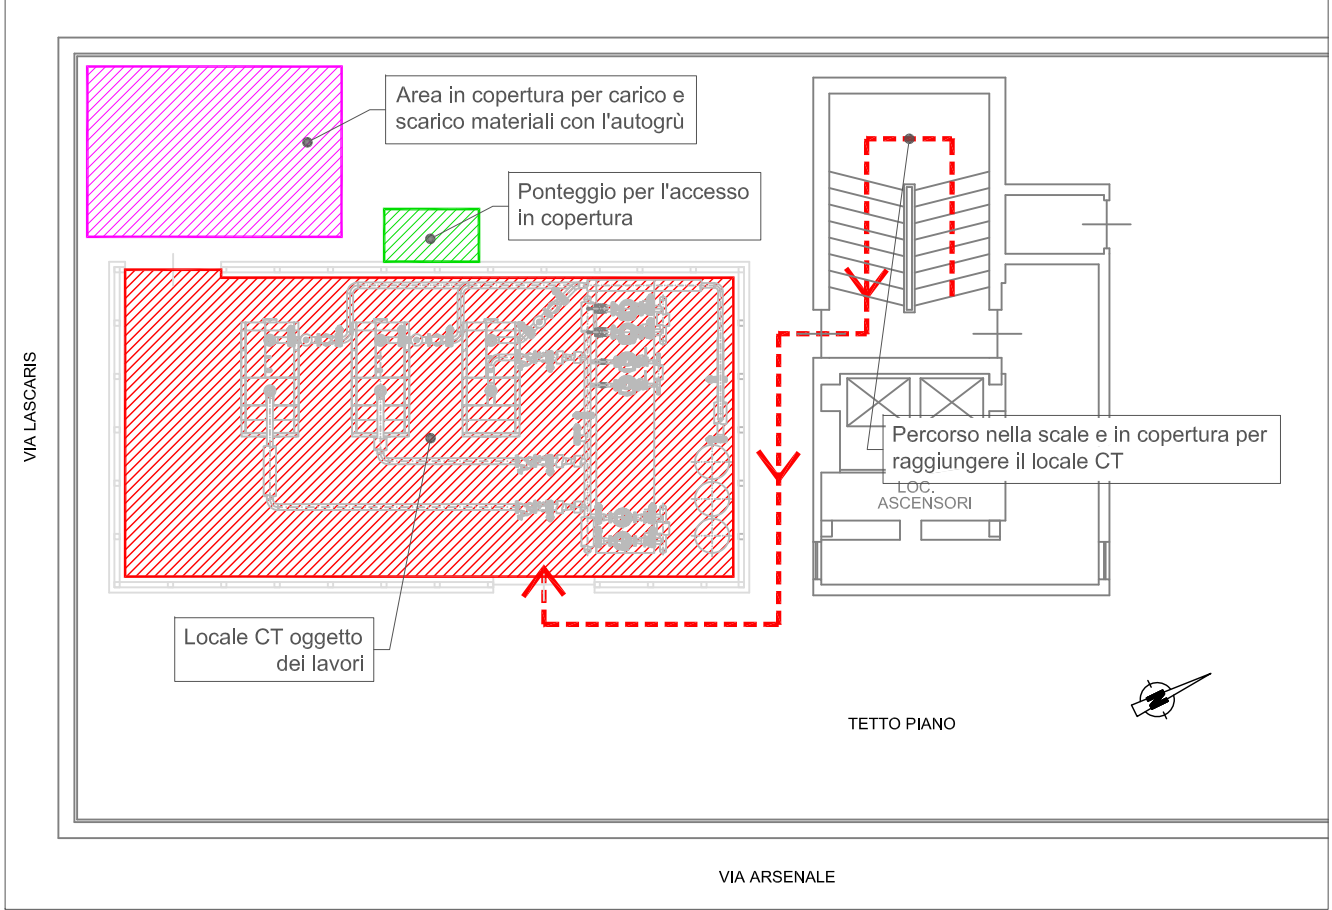 Area in copertura per carico e
scarico materiali con l'autogrù
Ponteggio per l'accesso
in copertura
VIA LASCARIS
Percorso nella scale e in copertura per
raggiungere il locale CT
LOC.
ASCENSORI
Locale CT oggetto
dei lavori
N
TETTO PIANO
VIA ARSENALE